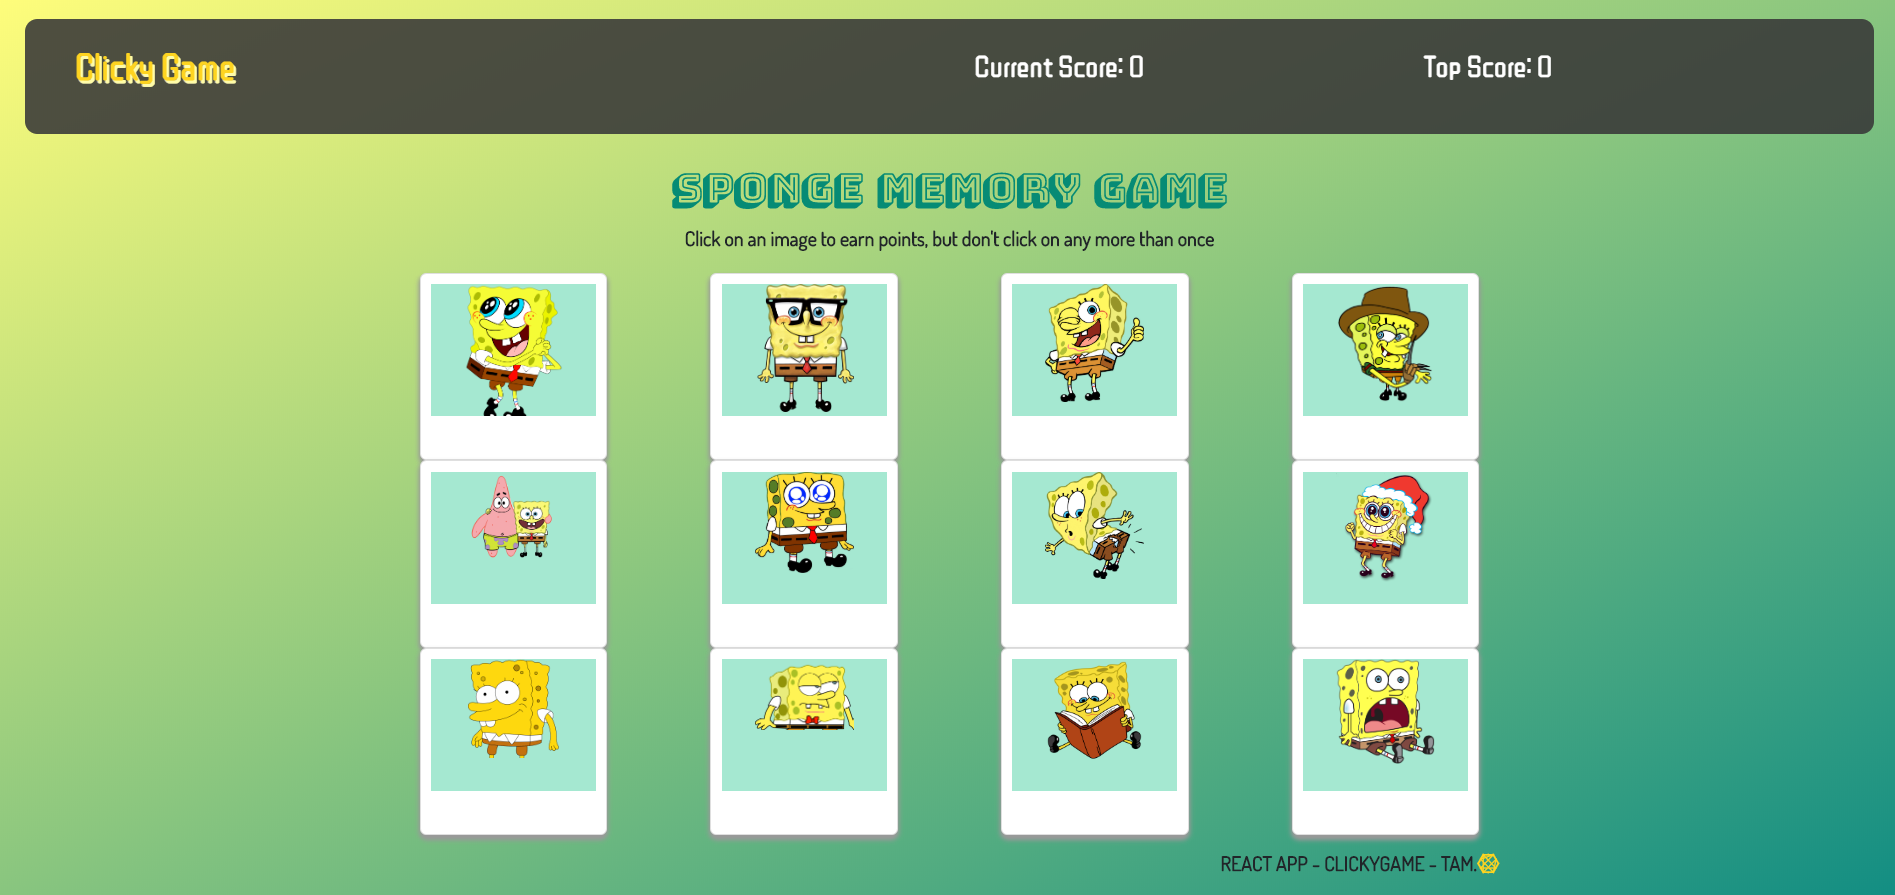 Clicky Game
Current Score: 0
Top Score: 0
SPONGE MEMORY GAME
Click on an image to earn points, but don't click on any more than once
REACT APP - CLICKYGAME - TAM.